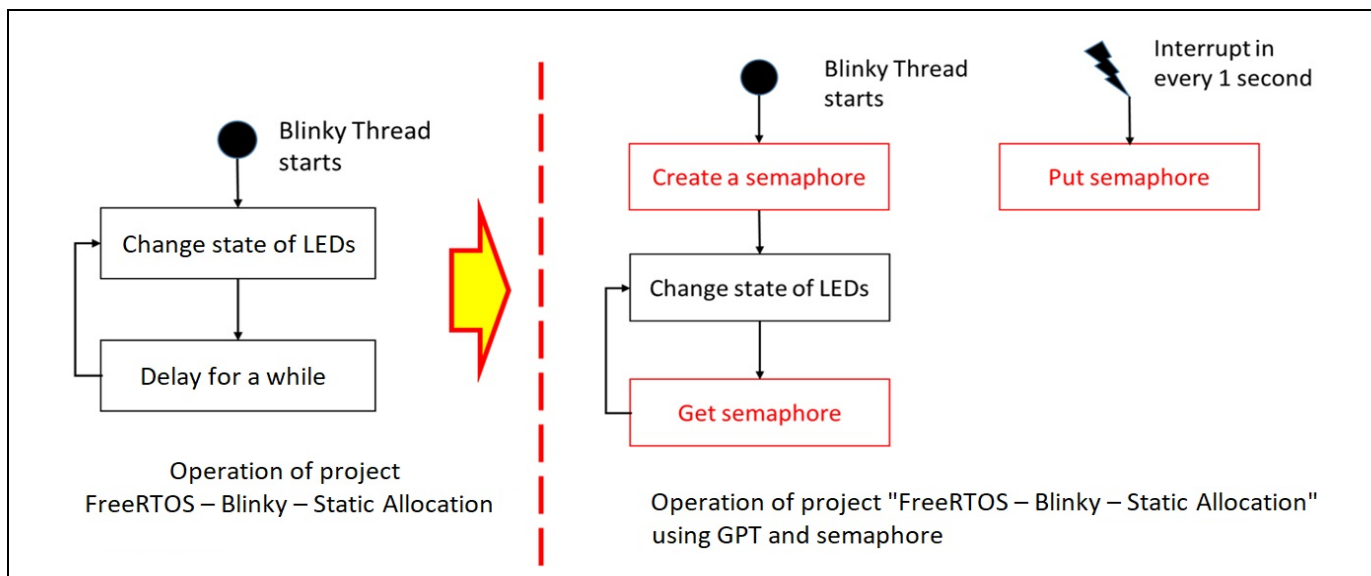 Blinky Thread
starts
Change state of LEDs
Delay for a while
Operation of project
FreeRTOS – Blinky – Static Allocation
Blinky Thread
starts
Interrupt in
every 1 second
Create a semaphore
Put semaphore
Change state of LEDs
Get semaphore
Operation of project "FreeRTOS – Blinky – Static Allocation"
using GPT and semaphore